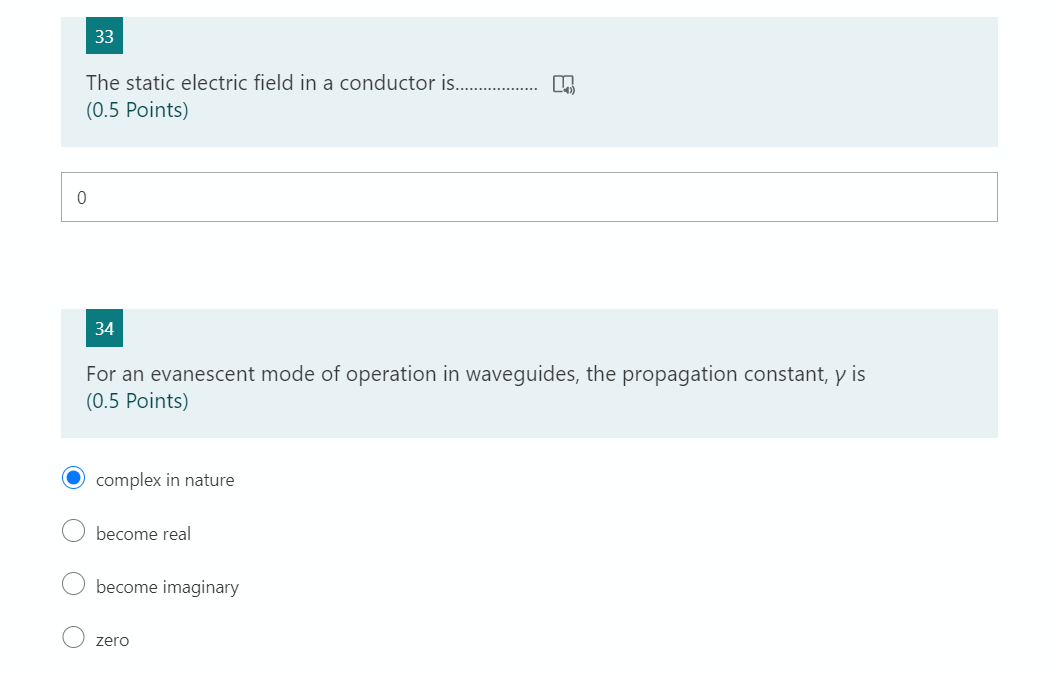 33
The static electric field in a conductor is..................
(0.5 Points)
0
34
For an evanescent mode of operation in waveguides, the propagation constant, γ is
(0.5 Points)
complex in nature
become real
become imaginary
zero